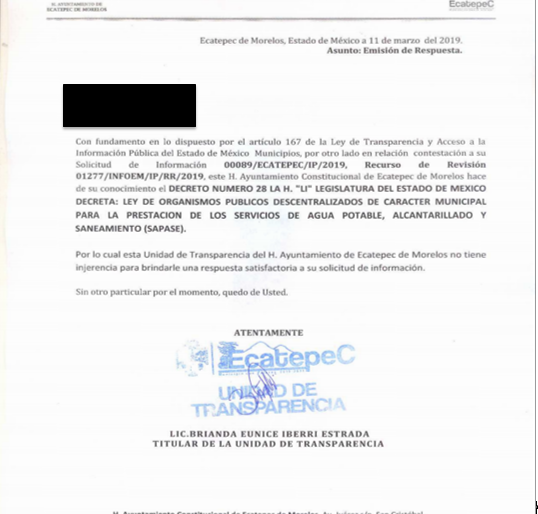 H. AYUNTAMIENTO DE
ECATEPEC DE MORELOS
EcatepeC
Ecatepec de Morelos, Estado de México a 11 de marzo del 2019.
Asunto: Emisión de Respuesta.
Con fundamento en lo dispuesto por el artículo 167 de la Ley de Transparencia y Acceso a la
Información Pública del Estado de México Municipios, por otro lado en relación contestación a su
Solicitud de Información 00089/ECATEPEC/IP/2019, Recurso de Revisión
01277/INFOEM/IP/RR/2019, este H. Ayuntamiento Constitucional de Ecatepec de Morelos hace
de su conocimiento el DECRETO NUMERO 28 LA H. "LI" LEGISLATURA DEL ESTADO DE MEXICO
DECRETA: LEY DE ORGANISMOS PUBLICOS DESCENTRALIZADOS DE CARACTER MUNICIPAL
PARA LA PRESTACION DE LOS SERVICIOS DE AGUA POTABLE, ALCANTARILLADO Y
SANEAMIENTO (SAPASE).
Por lo cual esta Unidad de Transparencia del H. Ayuntamiento de Ecatepec de Morelos no tiene
injerencia para brindarle una respuesta satisfactoria a su solicitud de información.
Sin otro particular por el momento, quedo de Usted.
ATENTAMENTE
EcatepeC
UNIDAD DE
TRANSPARENCIA
LIC.BRIANDA EUNICE IBERRI ESTRADA
TITULAR DE LA UNIDAD DE TRANSPARENCIA
H. Ayuntamiento Constitucional de Ecatepec de Morelos, Av. Juárez s/n, San Cristóbal